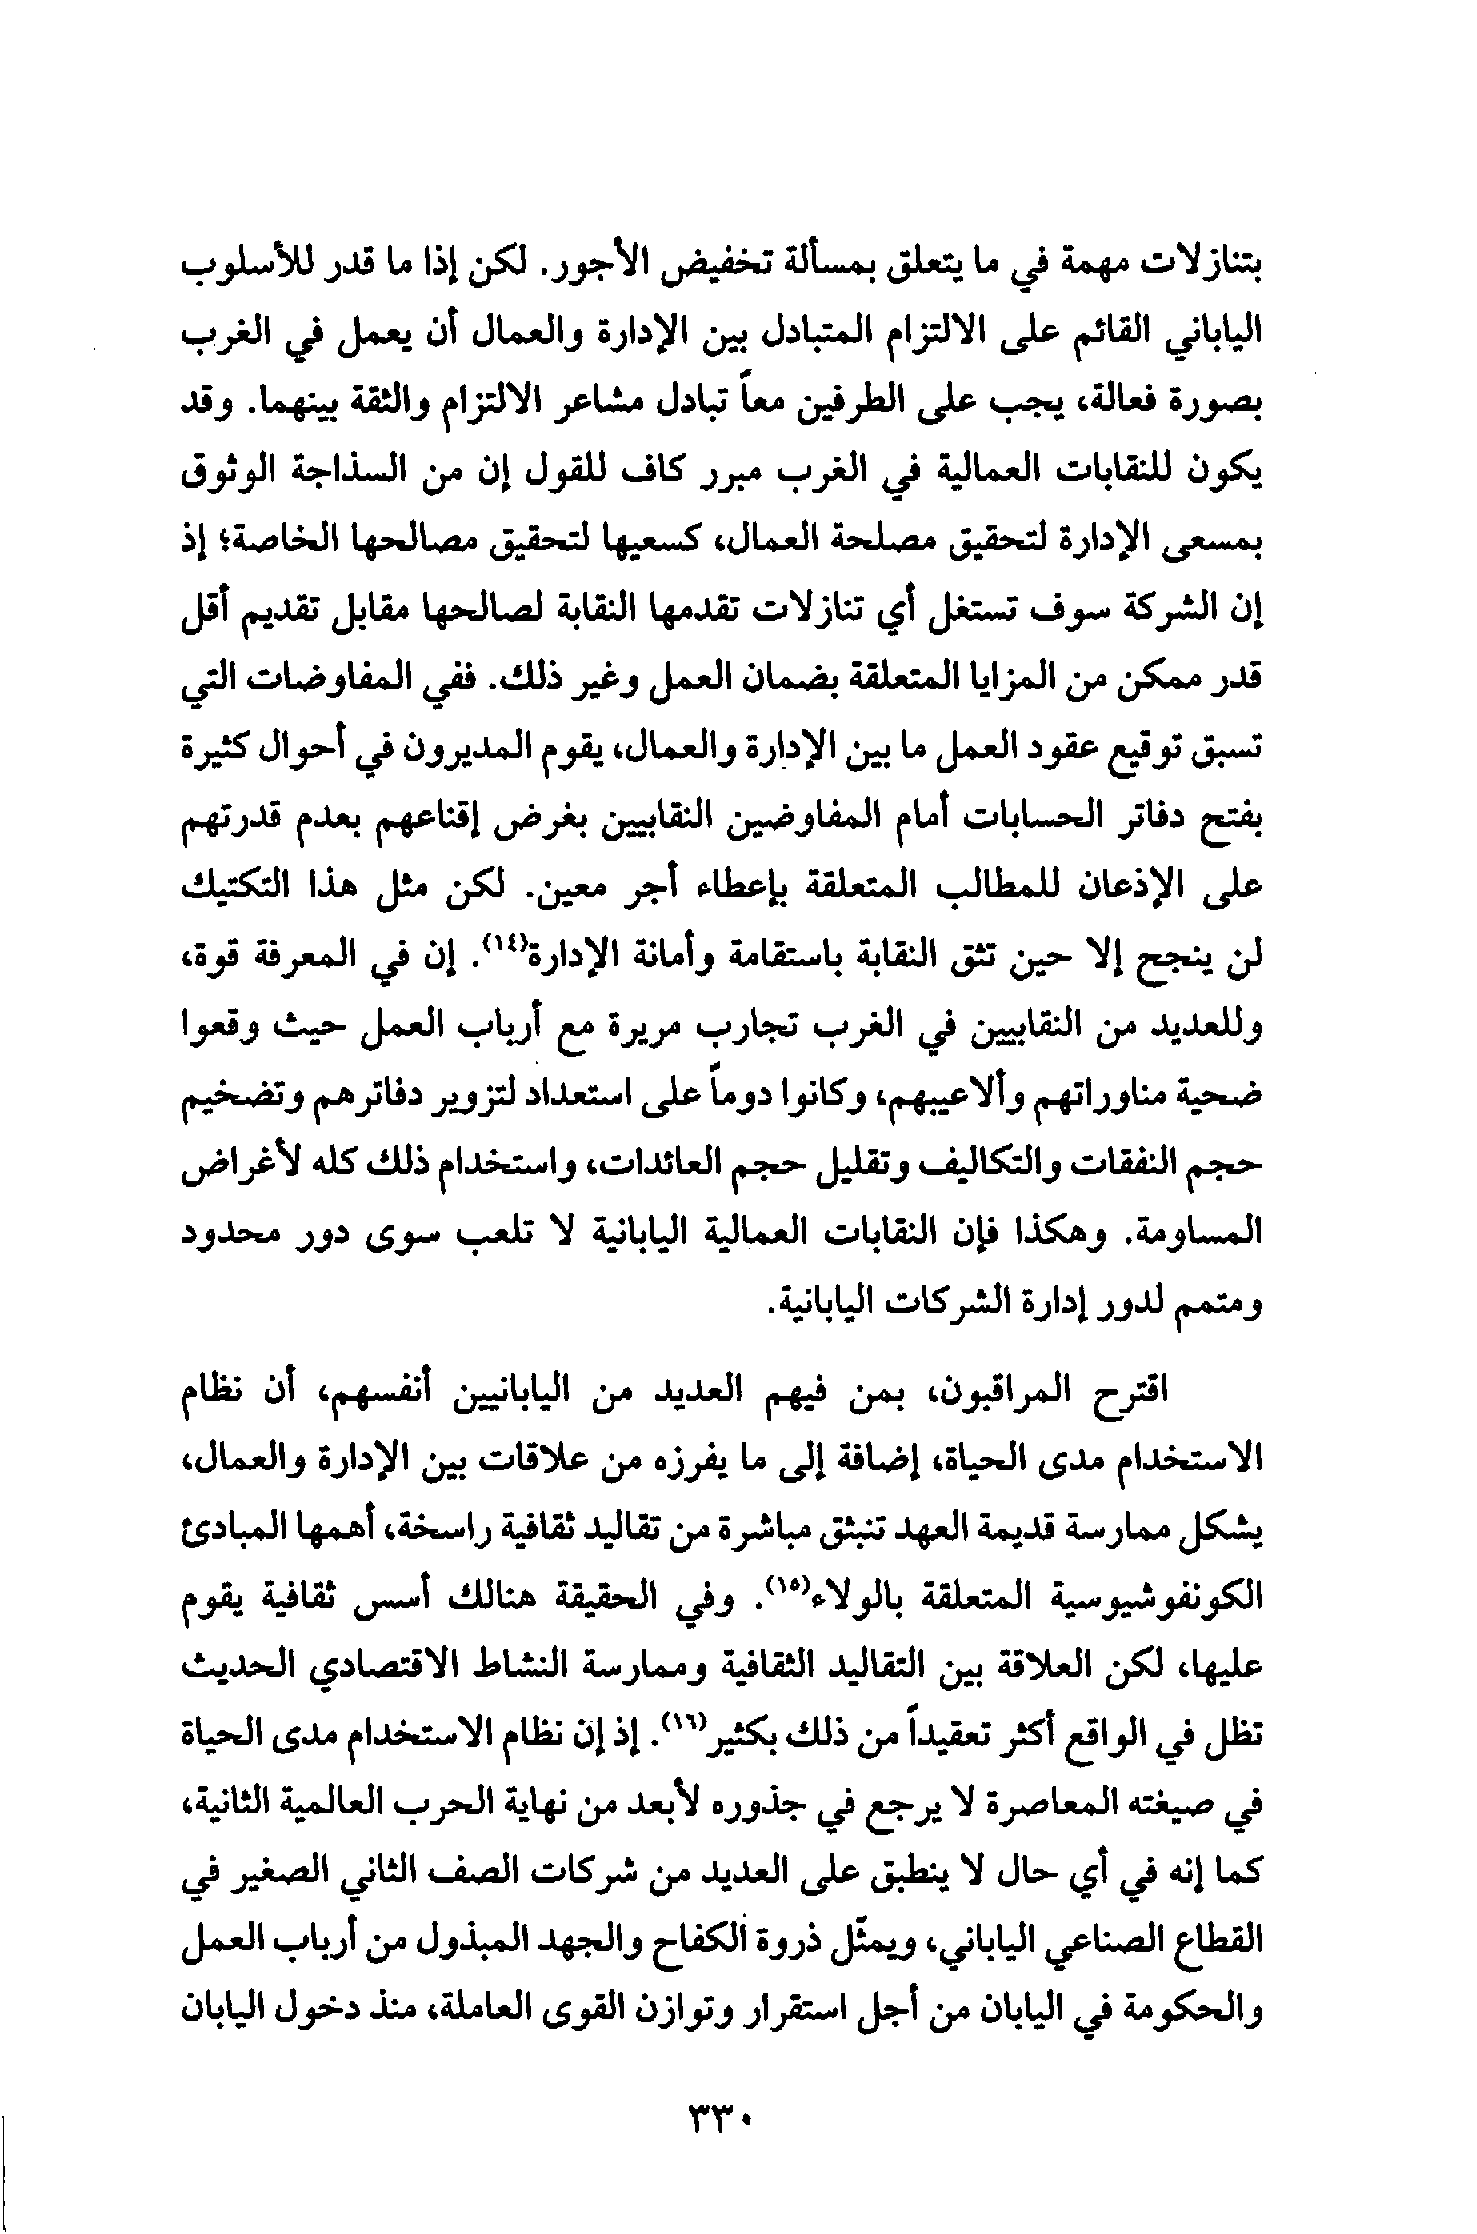 بتنازلات مهمة في ما يتعلق بمسألة تخفيض الأجور. لكن إذا ما قدر للأسلوب
الياباني القائم على الالتزام المتبادل بين الإدارة والعمال أن يعمل في الغرب
بصورة فعالة، يجب على الطرفين معاً تبادل مشاعر الالتزام والثقة بينهما. وقد
يكون للنقابات العمالية في الغرب مبرر كاف للقول إن من السذاجة الوثوق
بمسعى الإدارة لتحقيق مصلحة العمال، كسعيها لتحقيق مصالحها الخاصة؛ إذ
إن الشركة سوف تستغل أي تنازلات تقدمها النقابة لصالحها مقابل تقديم أقل
قدر ممكن من المزايا المتعلقة بضمان العمل وغير ذلك. ففي المفاوضات التي
تسبق توقيع عقود العمل ما بين الإدارة والعمال، يقوم المديرون في أحوال كثيرة
بفتح دفاتر الحسابات أمام المفاوضين النقابيين بغرض إقناعهم بعدم قدرتهم
على الإذعان للمطالب المتعلقة بإعطاء أجر معين. لكن مثل هذا التكتيك
لن ينجح إلا حين تثق النقابة باستقامة وأمانة الإدارة(١٤). إن في المعرفة قوة،
وللعديد من النقابيين في الغرب تجارب مريرة مع أرباب العمل حيث وقعوا
ضحية مناوراتهم وألاعيبهم، وكانوا دوماً على استعداد لتزوير دفاترهم وتضخيم
حجم النفقات والتكاليف وتقليل حجم العائدات، واستخدام ذلك كله لأغراض
المساومة. وهكذا فإن النقابات العمالية اليابانية لا تلعب سوى دور محدود
ومتمم لدور إدارة الشركات اليابانية.
اقترح المراقبون، بمن فيهم العديد من اليابانيين أنفسهم، أن نظام
الاستخدام مدى الحياة، إضافة إلى ما يفرزه من علاقات بين الإدارة والعمال،
يشكل ممارسة قديمة العهد تنبثق مباشرة من تقاليد ثقافية راسخة، أهمها المبادئ
الكونفوشيوسية المتعلقة بالولاء(١٥). وفي الحقيقة هنالك أسس ثقافية يقوم
عليها، لكن العلاقة بين التقاليد الثقافية وممارسة النشاط الاقتصادي الحديث
تظل في الواقع أكثر تعقيداً من ذلك بكثير(١٦). إذ إن نظام الاستخدام مدى الحياة
في صيغته المعاصرة لا يرجع في جذوره لأبعد من نهاية الحرب العالمية الثانية،
كما إنه في أي حال لا ينطبق على العديد من شركات الصف الثاني الصغير في
القطاع الصناعي الياباني، ويمثّل ذروة الكفاح والجهد المبذول من أرباب العمل
والحكومة في اليابان من أجل استقرار وتوازن القوى العاملة، منذ دخول اليابان
٣٣٠